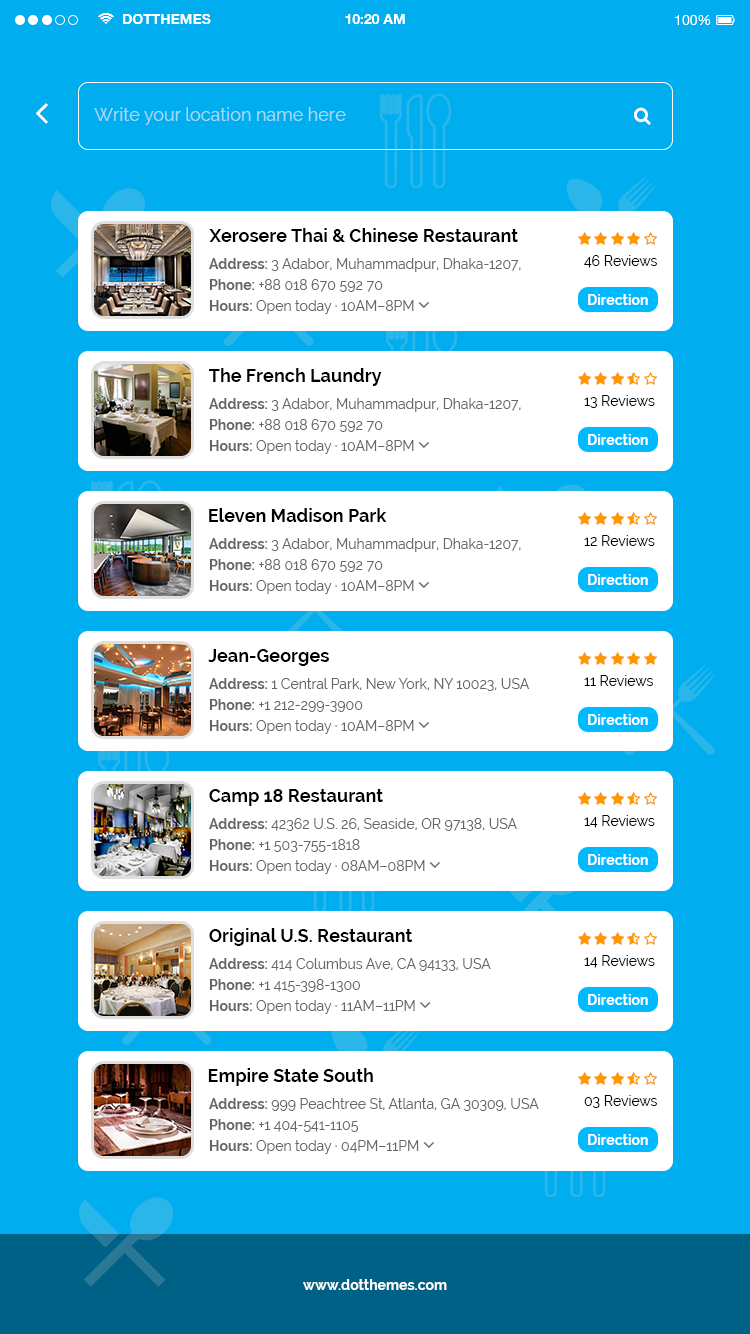 DOTTHEMES 10:20 AM 100%
Write your location name here
Xerosere Thai & Chinese Restaurant
Address: 3 Adabor, Muhammadpur, Dhaka-1207,
46 Reviews
Phone: +88 018 670 592 70
Hours: Open today · 10AM–8PM
Direction
The French Laundry
Address: 3 Adabor, Muhammadpur, Dhaka-1207,
13 Reviews
Phone: +88 018 670 592 70
Hours: Open today · 10AM–8PM
Direction
Eleven Madison Park
Address: 3 Adabor, Muhammadpur, Dhaka-1207,
12 Reviews
Phone: +88 018 670 592 70
Hours: Open today · 10AM–8PM
Direction
Jean-Georges
Address: 1 Central Park, New York, NY 10023, USA
11 Reviews
Phone: +1 212-299-3900
Hours: Open today · 10AM–8PM
Direction
Camp 18 Restaurant
Address: 42362 U.S. 26, Seaside, OR 97138, USA
14 Reviews
Phone: +1 503-755-1818
Hours: Open today · 08AM–08PM
Direction
Original U.S. Restaurant
Address: 414 Columbus Ave, CA 94133, USA
14 Reviews
Phone: +1 415-398-1300
Hours: Open today · 11AM–11PM
Direction
Empire State South
Address: 999 Peachtree St, Atlanta, GA 30309, USA
03 Reviews
Phone: +1 404-541-1105
Hours: Open today · 04PM–11PM
Direction
www.dotthemes.com